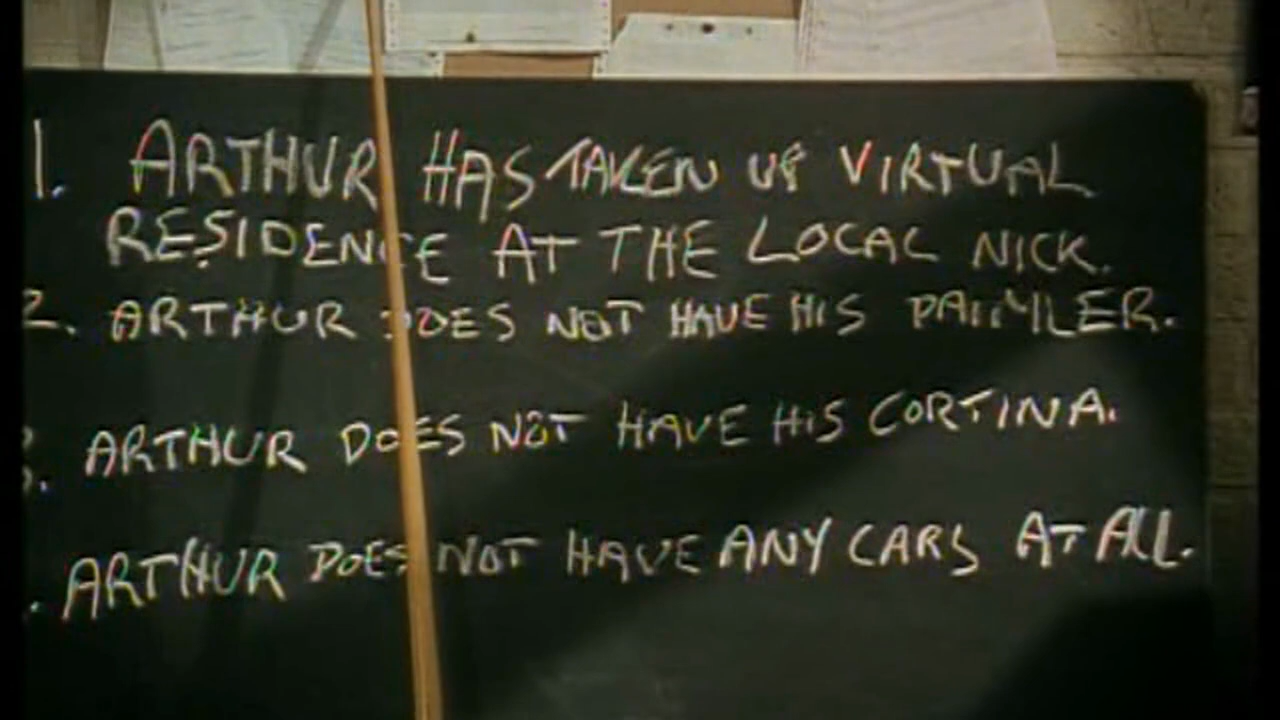 1. ARTHUR HAS TAKEN UP VIRTUAL
RESIDENCE AT THE LOCAL NICK.
2. ARTHUR DOES NOT HAVE HIS DAIMLER.
3. ARTHUR DOES NOT HAVE HIS CORTINA.
. ARTHUR DOES NOT HAVE ANY CARS AT ALL.